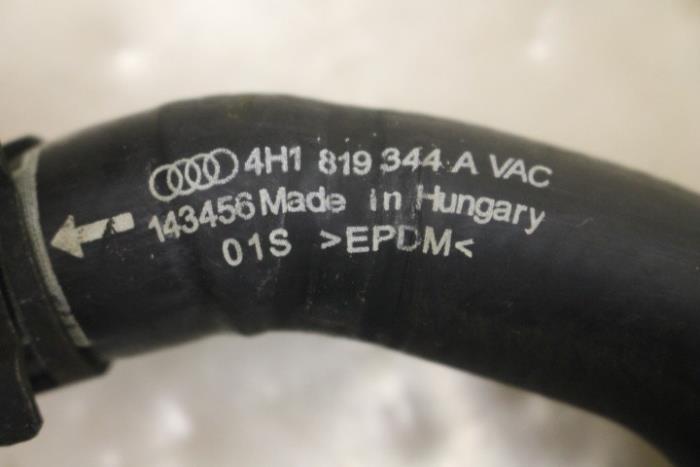 4H1 819 344 A VAC
143456 Made in Hungary
01S >EPDM<